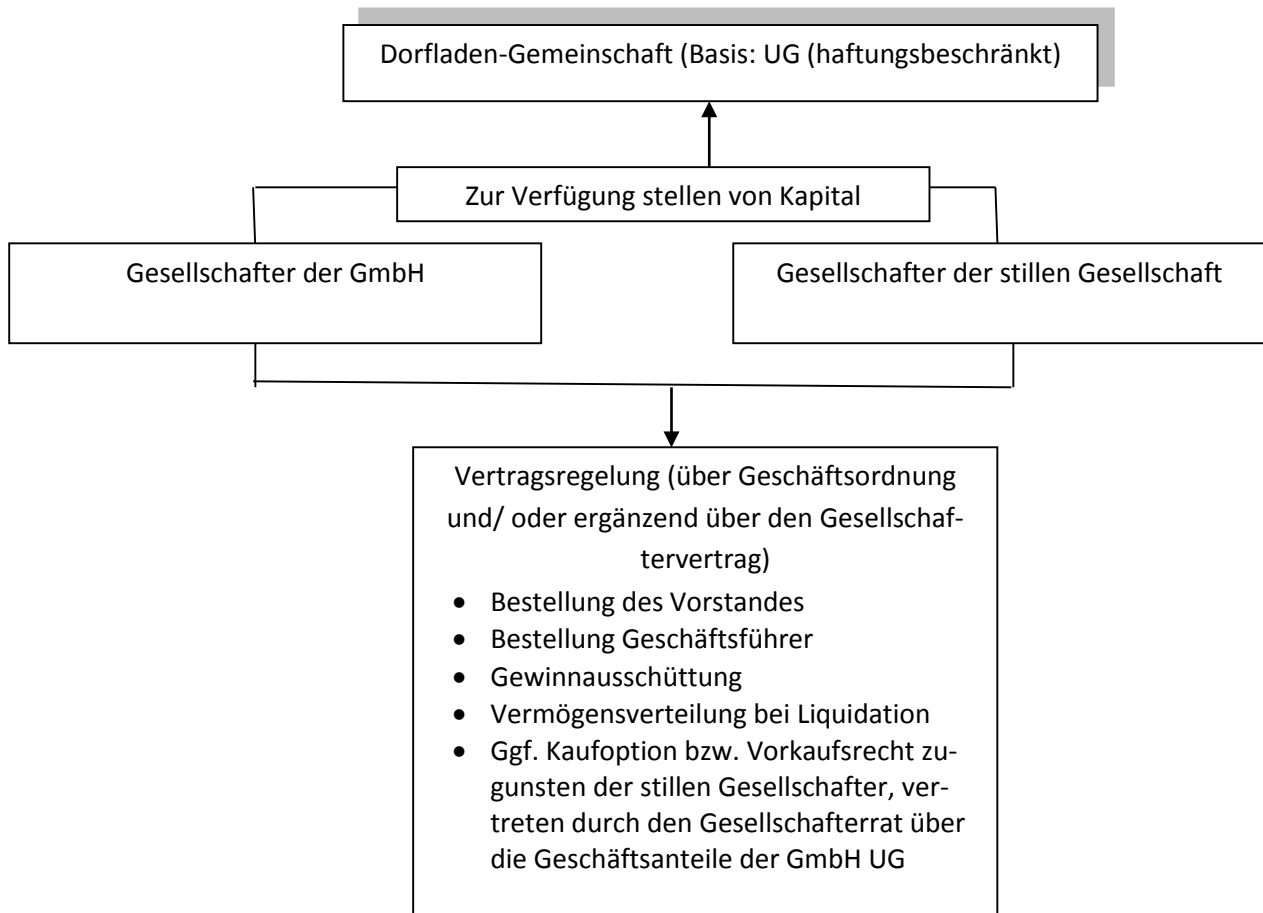 Dorfladen-Gemeinschaft (Basis: UG (haftungsbeschränkt)
Zur Verfügung stellen von Kapital
Gesellschafter der GmbH
Gesellschafter der stillen Gesellschaft
Vertragsregelung (über Geschäftsordnung
und/ oder ergänzend über den Gesellschaf-
tervertrag)
• Bestellung des Vorstandes
• Bestellung Geschäftsführer
• Gewinnausschüttung
• Vermögensverteilung bei Liquidation
• Ggf. Kaufoption bzw. Vorkaufsrecht zu-
gunsten der stillen Gesellschafter, ver-
treten durch den Gesellschafterrat über
die Geschäftsanteile der GmbH UG